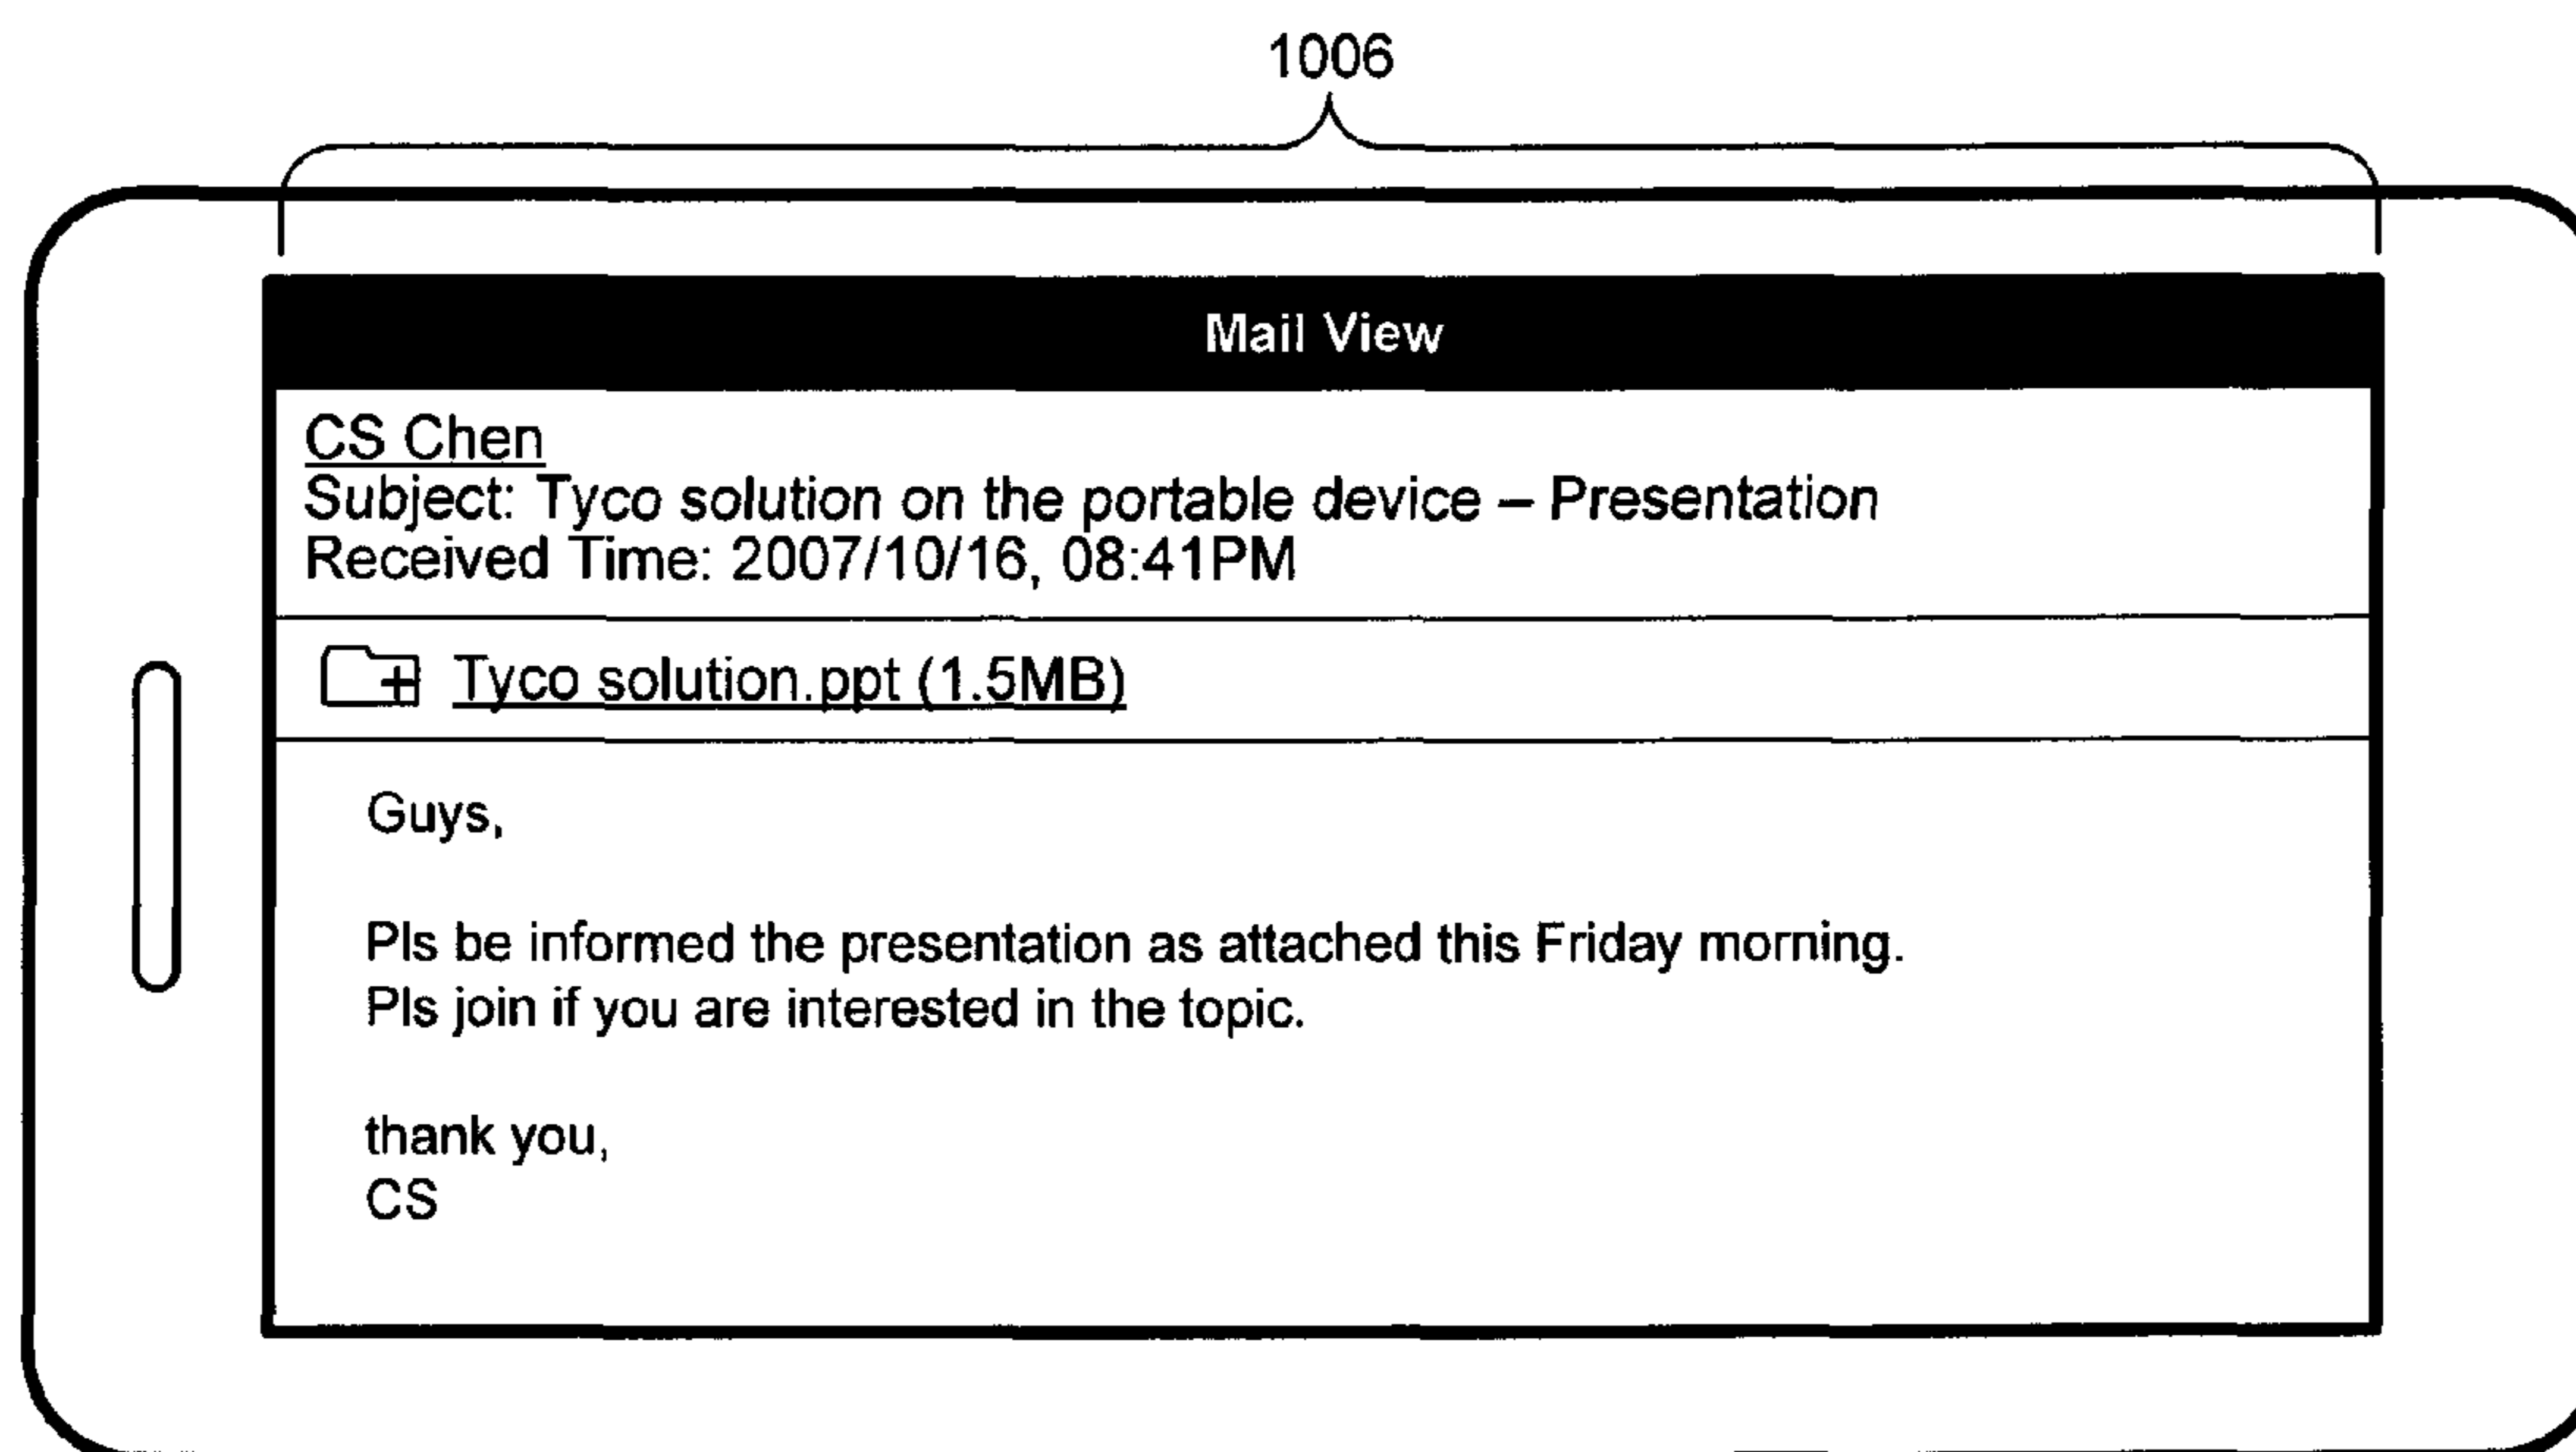 1006
Mail View
CS Chen
Subject: Tyco solution on the portable device – Presentation
Received Time: 2007/10/16, 08:41PM
Tyco solution.ppt (1.5MB)
Guys,
Pls be informed the presentation as attached this Friday morning.
Pls join if you are interested in the topic.
thank you,
CS